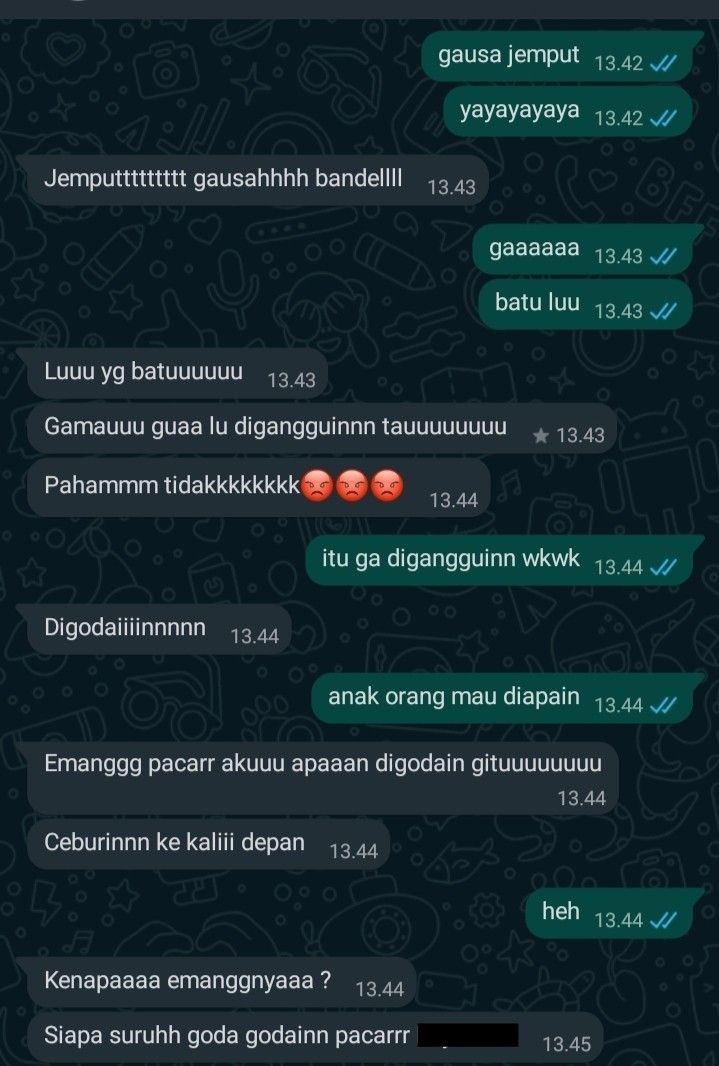 gausa jemput 13.42
yayayayaya 13.42
Jemputttttttttt gausahhhh bandellll 13.43
gaaaaaa 13.43
batu luu 13.43
Luuu yg batuuuuuu 13.43
Gamauuu guaa lu digangguinnn tauuuuuuuu ★ 13.43
Pahammm tidakkkkkkkk😡😡😡 13.44
itu ga digangguinn wkwk 13.44
Digodaiiiinnnnn 13.44
anak orang mau diapain 13.44
Emanggg pacarr akuuu apaaan digodain gituuuuuuuu
13.44
Ceburinnn ke kaliii depan 13.44
heh 13.44
Kenapaaaa emanggnyaaa ? 13.44
Siapa suruhh goda godainn pacarrr 13.45